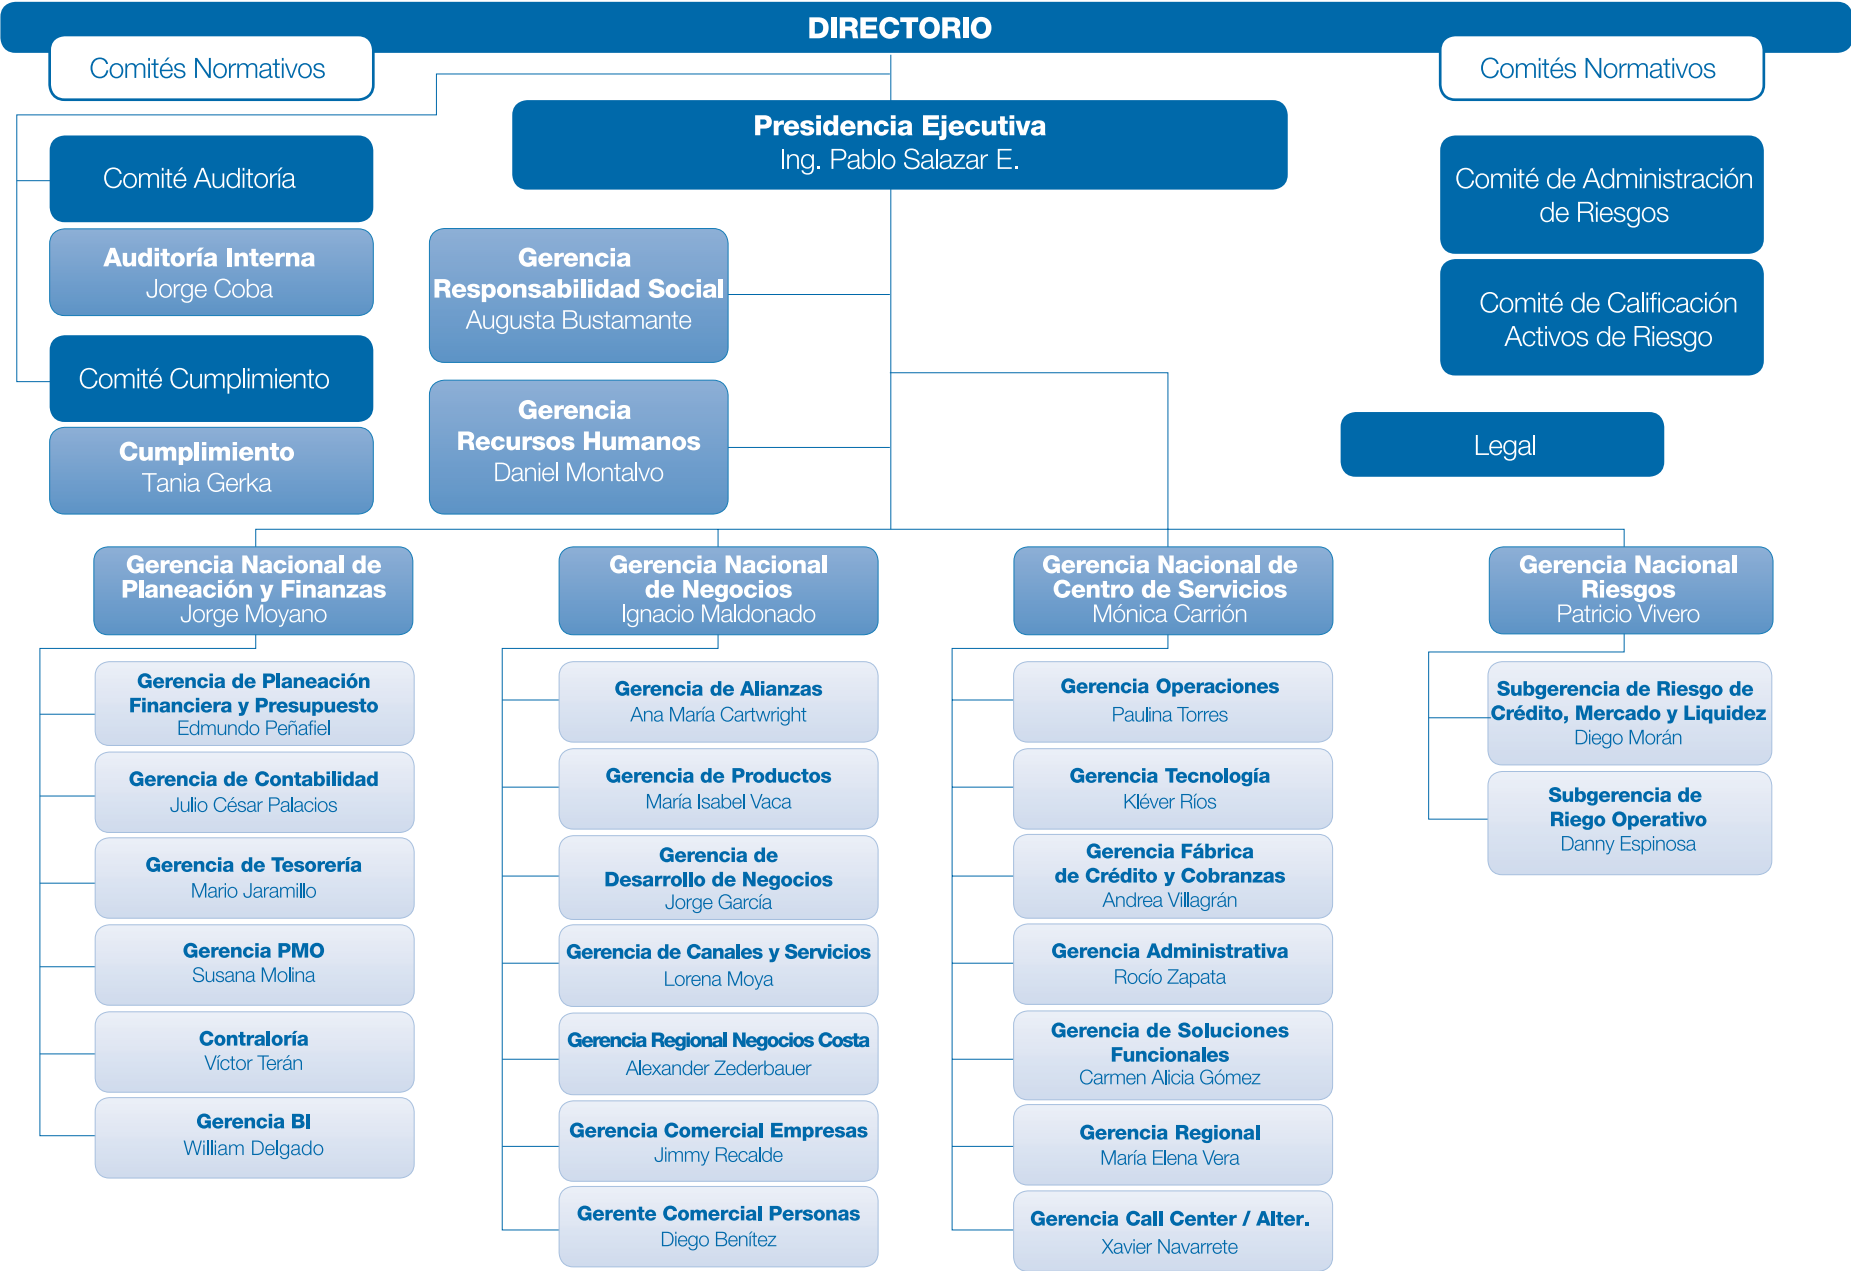 DIRECTORIO
Comités Normativos
Comités Normativos
Presidencia Ejecutiva
Ing. Pablo Salazar E.
Comité Auditoría
Auditoría Interna
Jorge Coba
Comité Cumplimiento
Cumplimiento
Tania Gerka
Gerencia
Responsabilidad Social
Augusta Bustamante
Gerencia
Recursos Humanos
Daniel Montalvo
Comité de Administración
de Riesgos
Comité de Calificación
Activos de Riesgo
Legal
Gerencia Nacional de
Planeación y Finanzas
Jorge Moyano
Gerencia de Planeación
Financiera y Presupuesto
Edmundo Peñafiel
Gerencia de Contabilidad
Julio César Palacios
Gerencia de Tesorería
Mario Jaramillo
Gerencia PMO
Susana Molina
Contraloría
Víctor Terán
Gerencia BI
William Delgado
Gerencia Nacional
de Negocios
Ignacio Maldonado
Gerencia de Alianzas
Ana María Cartwright
Gerencia de Productos
María Isabel Vaca
Gerencia de
Desarrollo de Negocios
Jorge García
Gerencia de Canales y Servicios
Lorena Moya
Gerencia Regional Negocios Costa
Alexander Zederbauer
Gerencia Comercial Empresas
Jimmy Recalde
Gerente Comercial Personas
Diego Benítez
Gerencia Nacional de
Centro de Servicios
Mónica Carrión
Gerencia Operaciones
Paulina Torres
Gerencia Tecnología
Kléver Ríos
Gerencia Fábrica
de Crédito y Cobranzas
Andrea Villagrán
Gerencia Administrativa
Rocío Zapata
Gerencia de Soluciones
Funcionales
Carmen Alicia Gómez
Gerencia Regional
María Elena Vera
Gerencia Call Center / Alter.
Xavier Navarrete
Gerencia Nacional
Riesgos
Patricio Vivero
Subgerencia de Riesgo de
Crédito, Mercado y Liquidez
Diego Morán
Subgerencia de
Riego Operativo
Danny Espinosa